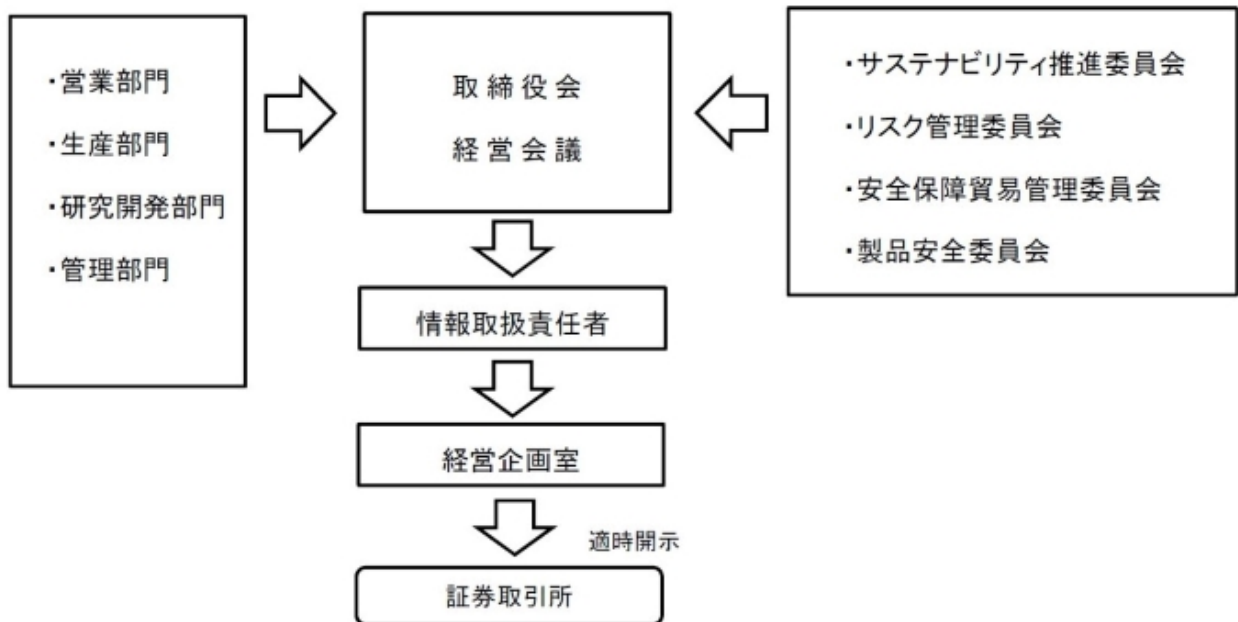 ・営業部門
・生産部門
・研究開発部門
・管理部門
取締役会
経営会議
・サステナビリティ推進委員会
・リスク管理委員会
・安全保障貿易管理委員会
・製品安全委員会
情報取扱責任者
経営企画室
適時開示
証券取引所